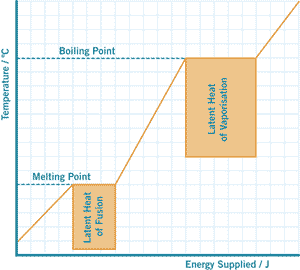 Temperature / °C
Boiling Point
Latent Heat
of Vaporisation
Melting Point
Latent Heat
of Fusion
Energy Supplied / J